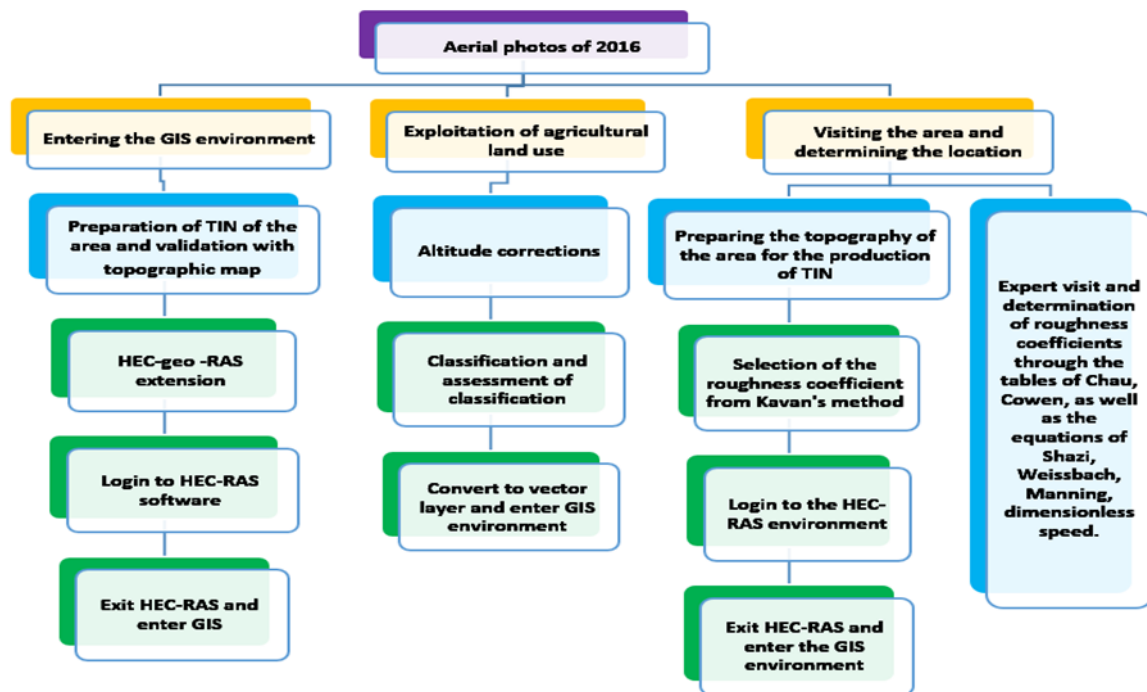 Aerial photos of 2016
Entering the GIS environment
Exploitation of agricultural
land use
Visiting the area and
determining the location
Preparation of TIN of the
area and validation with
topographic map
Altitude corrections
Preparing the topography of
the area for the production
of TIN
Expert visit and
determination
of roughness
coefficients
through the
tables of Chau,
Cowen, as well
as the
equations of
Shazi,
Weissbach,
Manning,
dimensionless
speed.
HEC-geo -RAS
extension
Classification and
assessment of
classification
Selection of the
roughness coefficient
from Kavan's method
Login to HEC-RAS
software
Convert to vector
layer and enter GIS
environment
Login to the HEC-
RAS environment
Exit HEC-RAS and
enter GIS
Exit HEC-RAS and
enter the GIS
environment